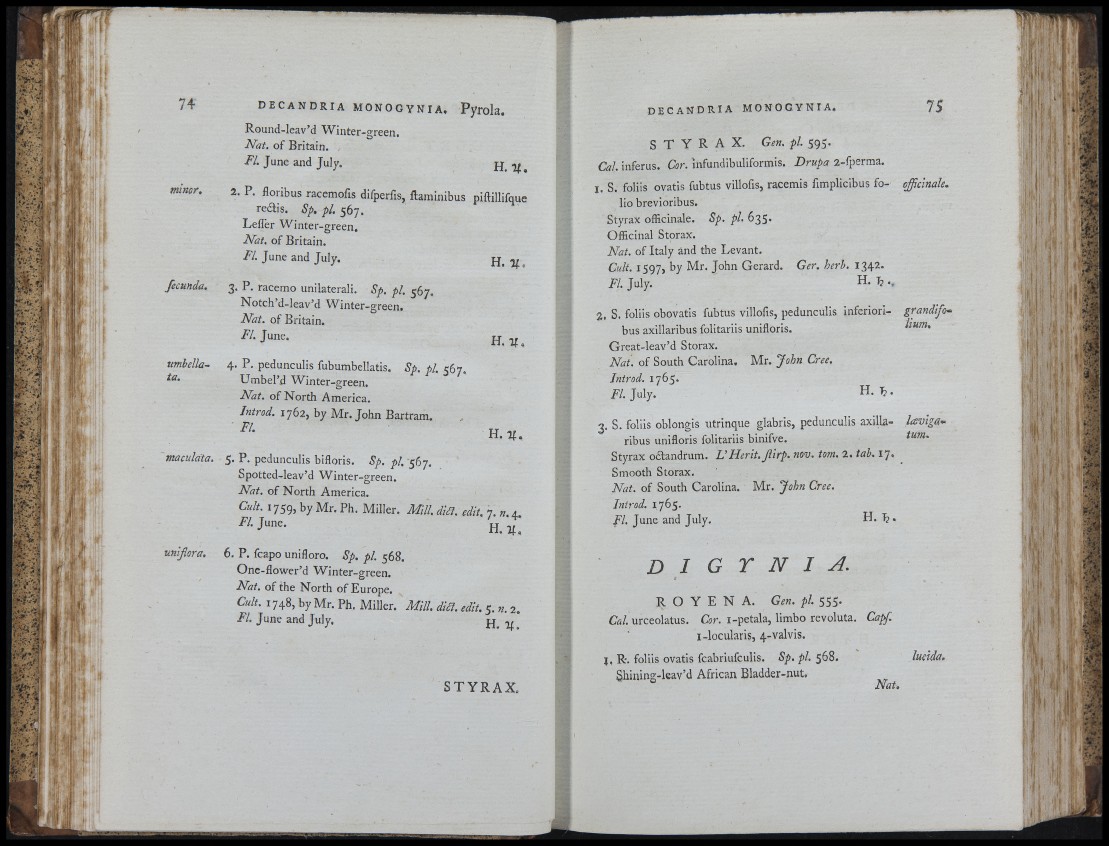 74 DECANDRIA MONOGYNIA. Pyrola.
Round-leav'd Winter-green.
Nat. of Britain.
Fl. June and July. H. ♃.
minor. 2. P. floribus racemoſis diſperſis, ſtaminibus piſtilliſque
rectis. Sp. pl. 567.
Leſſer Winter-green.
Nat. of Britain.
Fl. June and July. H. ♃.
ſecunda. 3. P. racemo unilaterali. Sp. pl. 567.
Notch'd-leav'd Winter-green.
Nat. of Britain.
Fl. June. H. ♃.
umbella- 4. P. pedunculis ſubumbellatis. Sp. pl. 567.
ta. Umbel'd Winter-green.
Nat. of North America.
Introd. 1762, by Mr. John Bartram.
Fl. H. ♃.
maculata. 5. P. pedunculis bifloris. Sp. pl. 567.
Spotted-leav'd Winter-green.
Nat. of North America.
Cult. 1759, by Mr. Ph. Miller. Mill. dict. edit. 7. n. 4.
Fl. June. H. ♃.
uniflora. 6. P. ſcapo unifloro. Sp. pl. 568.
One-flower'd Winter-green.
Nat. of the North of Europe.
Cult. 1748, by Mr. Ph. Miller. Mill. dict. edit. 5. n. 2.
Fl. June and July. H. ♃.
STYRAX.
DECANDRIA MONOGYNIA. 75
STYRAX. Gen. pl. 595.
Cal. inferus. Cor. infundibuliformis. Drupa 2-ſperma.
1. S. foliis ovatis ſubtus villoſis, racemis ſimplicibus fo- officinale.
lio brevioribus.
Styrax officinale. Sp. pl. 635.
Officinal Storax.
Nat. of Italy and the Levant.
Cult. 1597, by Mr. John Gerard. Ger. herb. 1342.
Fl. July. H. ♄.
2. S. foliis obovatis ſubtus villoſis, pedunculis inferiori- grandifo-
bus axillaribus ſolitariis unifloris. lium.
Great-leav'd Storax.
Nat. of South Carolina. Mr. John Cree.
Introd. 1765.
Fl. July. H. ♄.
3. S. foliis oblongis utrinque glabris, pedunculis axilla- læviga-
ribus unifloris ſolitariis biniſve. tum.
Styrax octandrum. L'Herit. ſtirp. nov. tom. 2. tab. 17.
Smooth Storax.
Nat. of South Carolina. Mr. John Cree.
Introd. 1765.
Fl. June and July. H. ♄.
DIGYNIA.
ROYENA. Gen. pl. 555.
Cal. urceolatus. Cor. 1-petala, limbo revoluta. Capſ.
1-locularis, 4-valvis.
1. R. foliis ovatis ſcabriuſculis. Sp. pl. 568. lucida.
Shining-leav'd African Bladder-nut.
Nat.